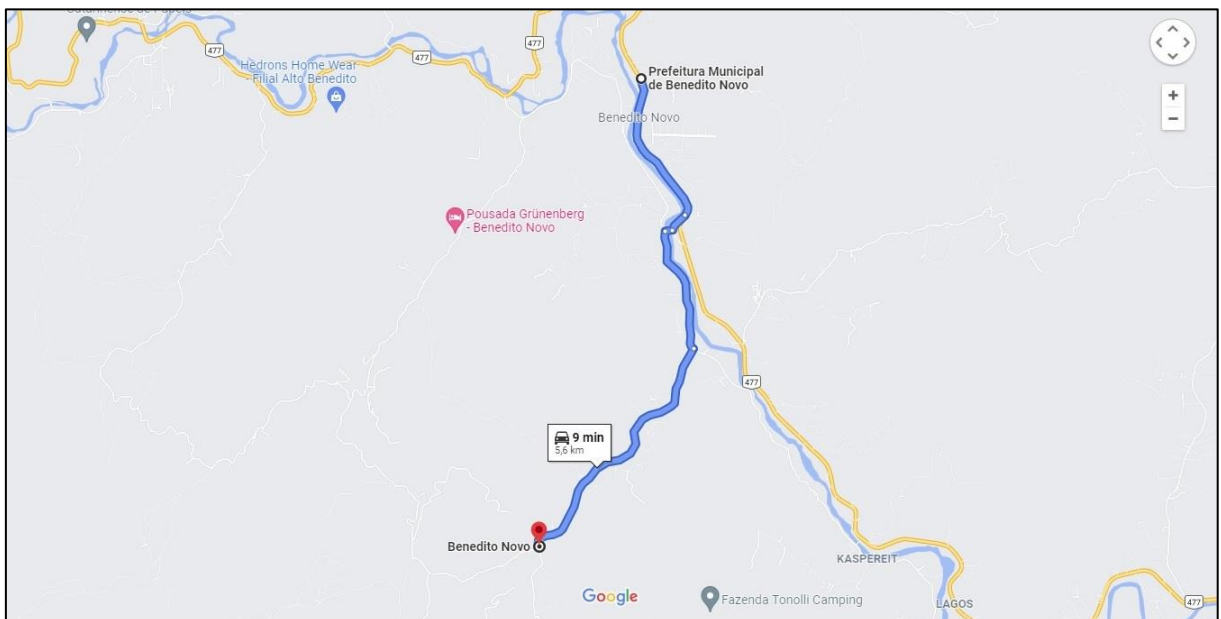 477
477
477
Hedrons Home Wear
- Filial Alto Benedito
Prefeitura Municipal
de Benedito Novo
Benedito Novo
Pousada Grünenberg
- Benedito Novo
477
9 min
5,6 km
Benedito Novo
KASPEREIT
Google
Fazenda Tonolli Camping
LAGOS
477